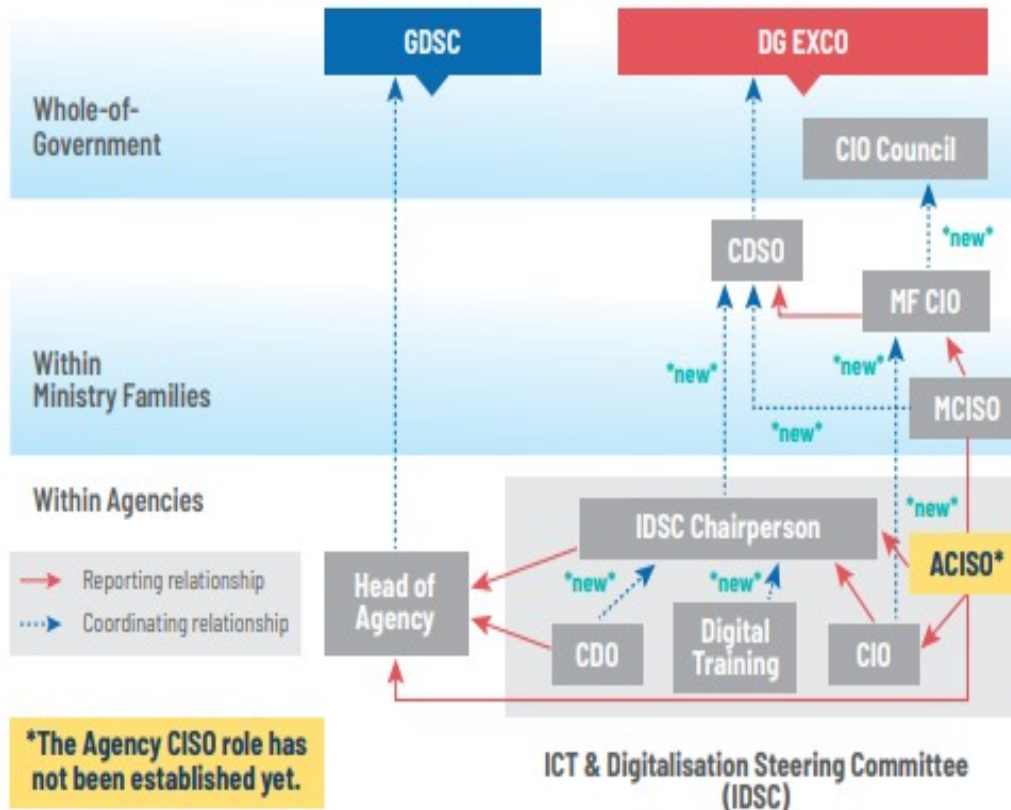 GDSC
DG EXCO
Whole-of-
Government
CIO Council
*new*
CDSO
MF CIO
Within
Ministry Families
*new*
*new*
MCISO
*new*
Within Agencies
*new*
IDSC Chairperson
ACISO*
Reporting relationship
Coordinating relationship
Head of
Agency
*new*
*new*
CDO
Digital
Training
CIO
*The Agency CISO role has
not been established yet.
ICT & Digitalisation Steering Committee
(IDSC)